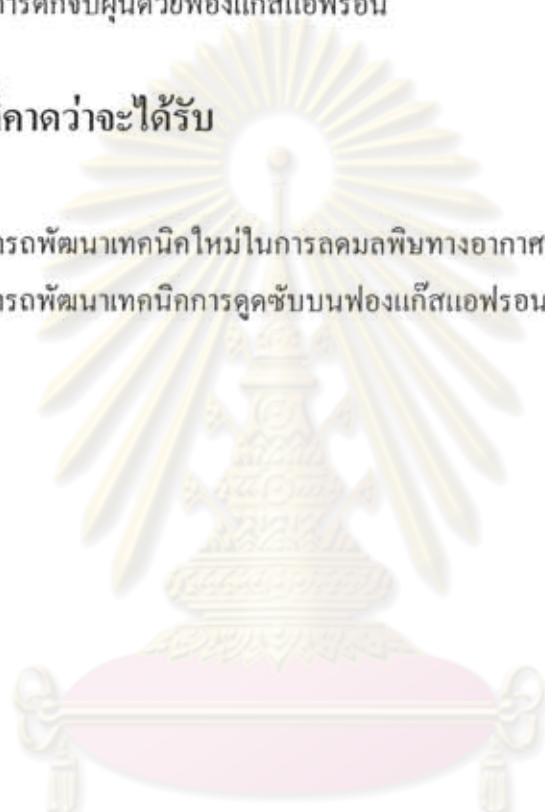 การดักจับฝุ่นด้วยฟองแก๊สแอฟรอน
คาดว่าจะได้รับ
ารถพัฒนาเทคนิคใหม่ในการลดมลพิษทางอากาศ
ารถพัฒนาเทคนิคการดูดซับบนฟองแก๊สแอฟรอน